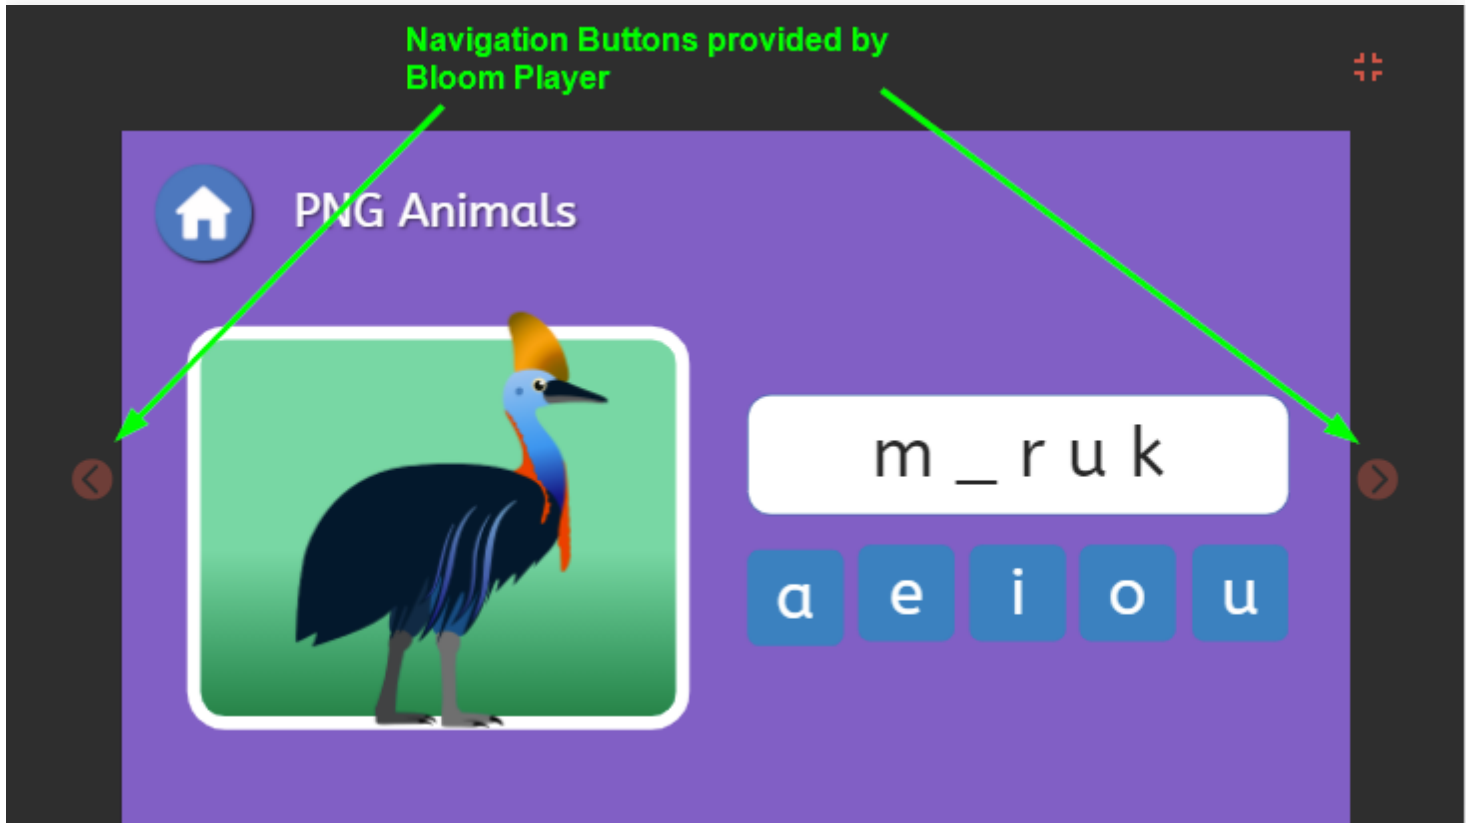 Navigation Buttons provided by
Bloom Player
PNG Animals
m _ r u k
a e i o u